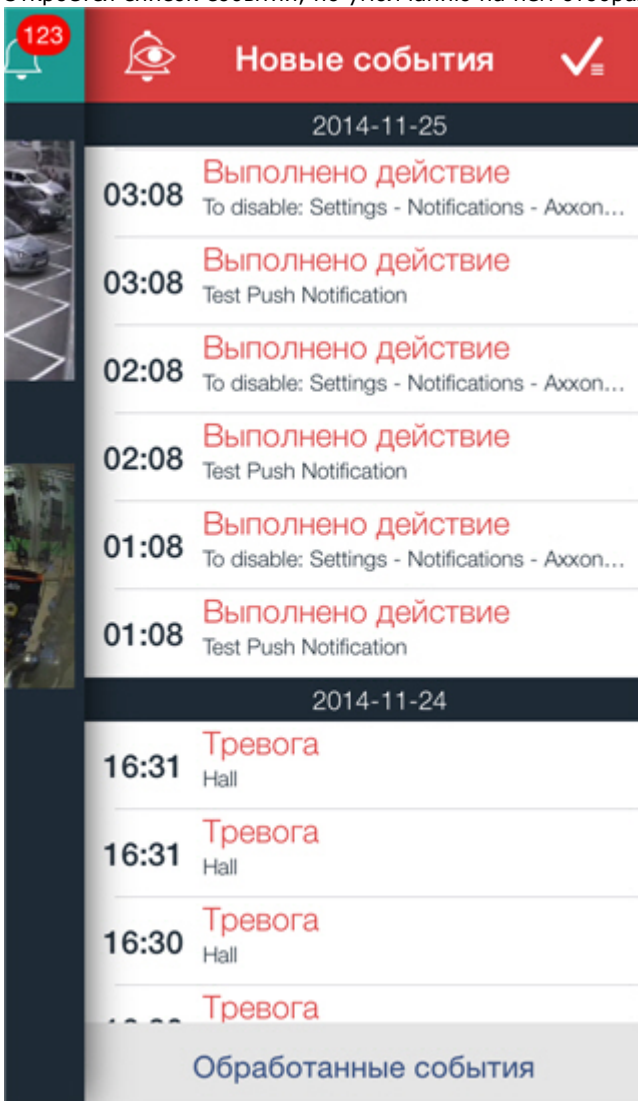 123
Новые события
2014-11-25
03:08 Выполнено действие
To disable: Settings - Notifications - Axxon...
03:08 Выполнено действие
Test Push Notification
02:08 Выполнено действие
To disable: Settings - Notifications - Axxon...
02:08 Выполнено действие
Test Push Notification
01:08 Выполнено действие
To disable: Settings - Notifications - Axxon...
01:08 Выполнено действие
Test Push Notification
2014-11-24
16:31 Тревога
Hall
16:31 Тревога
Hall
16:30 Тревога
Hall
Тревога
Обработанные события